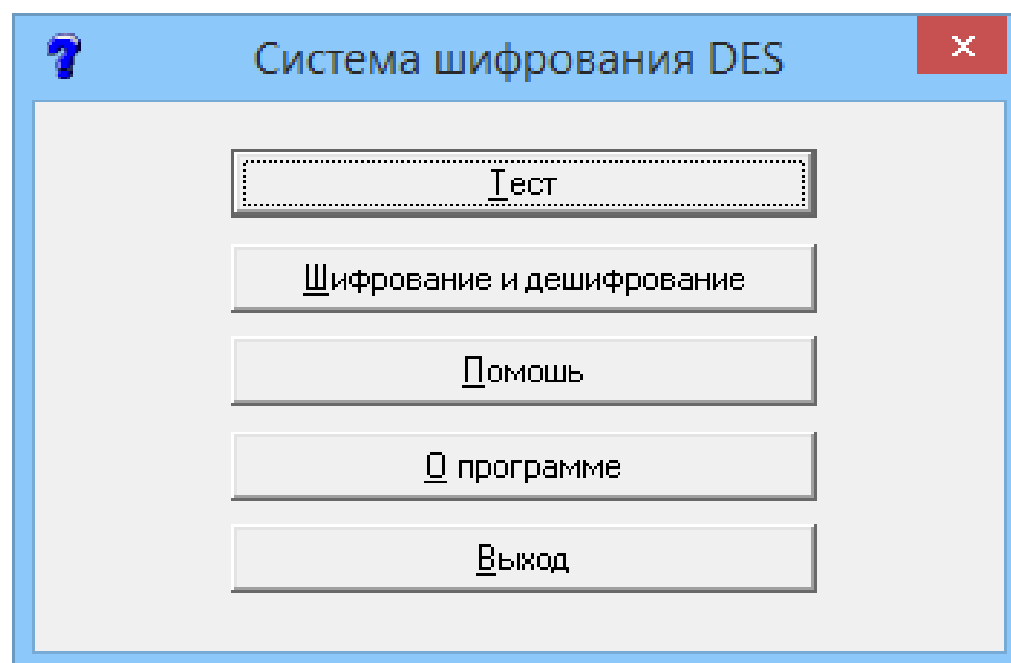 Система шифрования DES
Тест
Шифрование и дешифрование
Помошь
О программе
Выход